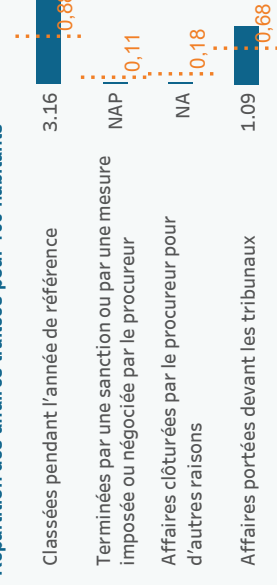 Classées pendant l'année de référence
3.16
Terminées par une sanction ou par une mesure
imposée ou négociée par le procureur
NAP
0,11
Affaires clôturées par le procureur pour
d'autres raisons
NA
0,18
Affaires portées devant les tribunaux
1.09
0,68